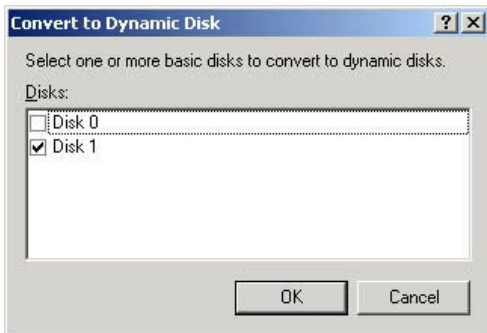 Convert to Dynamic Disk
Select one or more basic disks to convert to dynamic disks.
Disks:
Disk 0
Disk 1
OK
Cancel